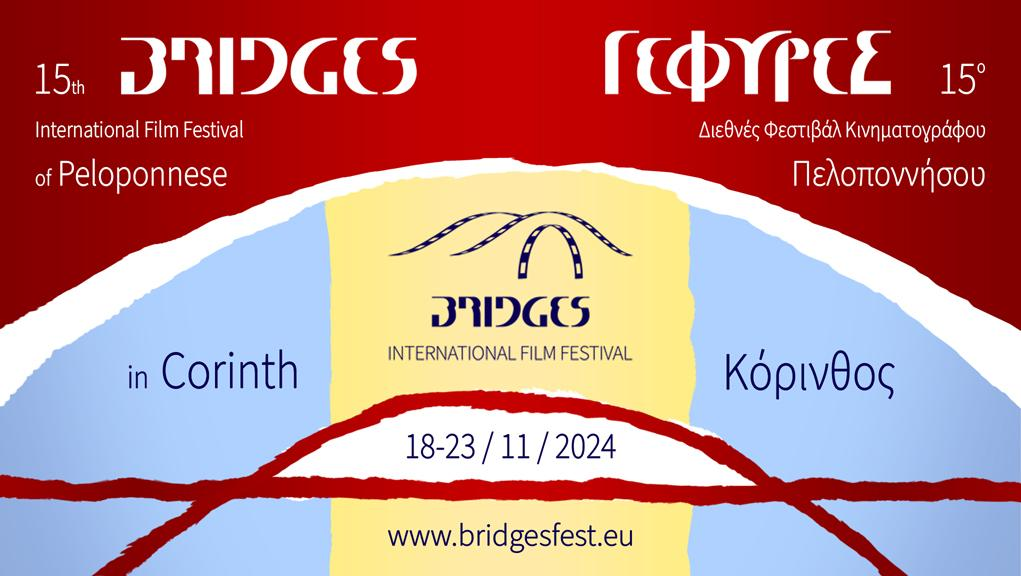 15th BRIDGES
International Film Festival
of Peloponnese
ΓΕΦΥΡΕΣ 15ο
Διεθνές Φεστιβάλ Κινηματογράφου
Πελοποννήσου
BRIDGES
INTERNATIONAL FILM FESTIVAL
in Corinth
Κόρινθος
18-23 / 11 / 2024
www.bridgesfest.eu